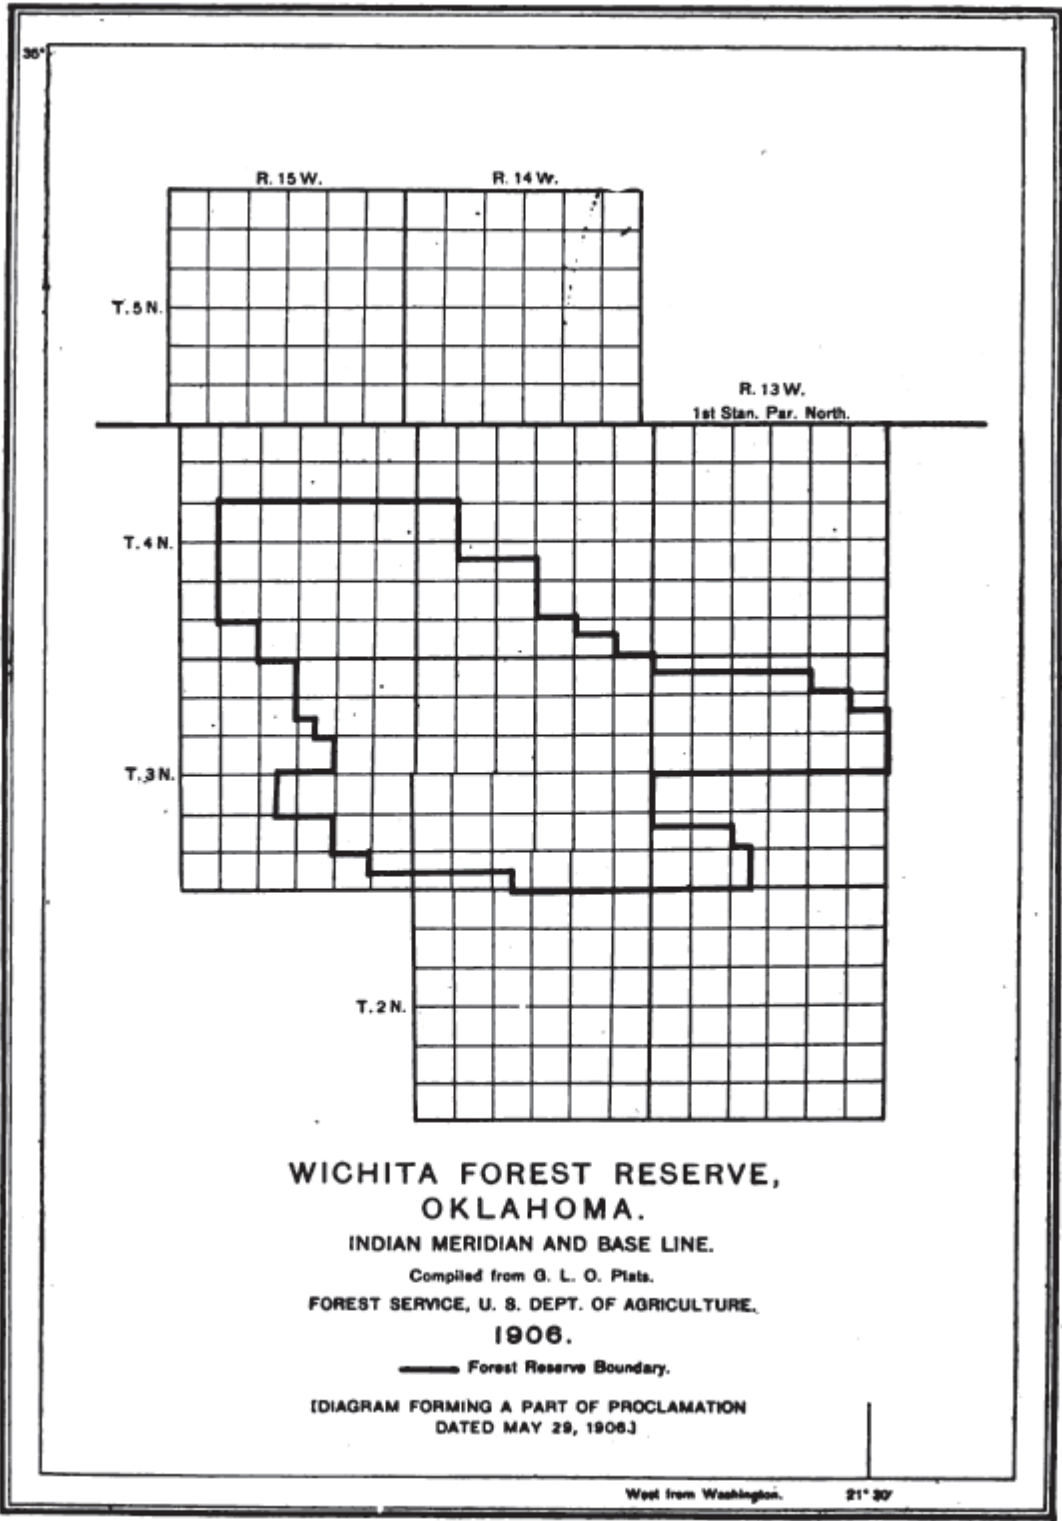 35°
R. 15 W. R. 14 W.
T. 5 N.
R. 13 W.
1st Stan. Par. North.
T. 4 N.
T. 3 N.
T. 2 N.
WICHITA FOREST RESERVE,
OKLAHOMA.
INDIAN MERIDIAN AND BASE LINE.
Compiled from G. L. O. Plats.
FOREST SERVICE, U. S. DEPT. OF AGRICULTURE.
1906.
Forest Reserve Boundary.
[DIAGRAM FORMING A PART OF PROCLAMATION
DATED MAY 29, 1906.]
West from Washington. 21° 30'